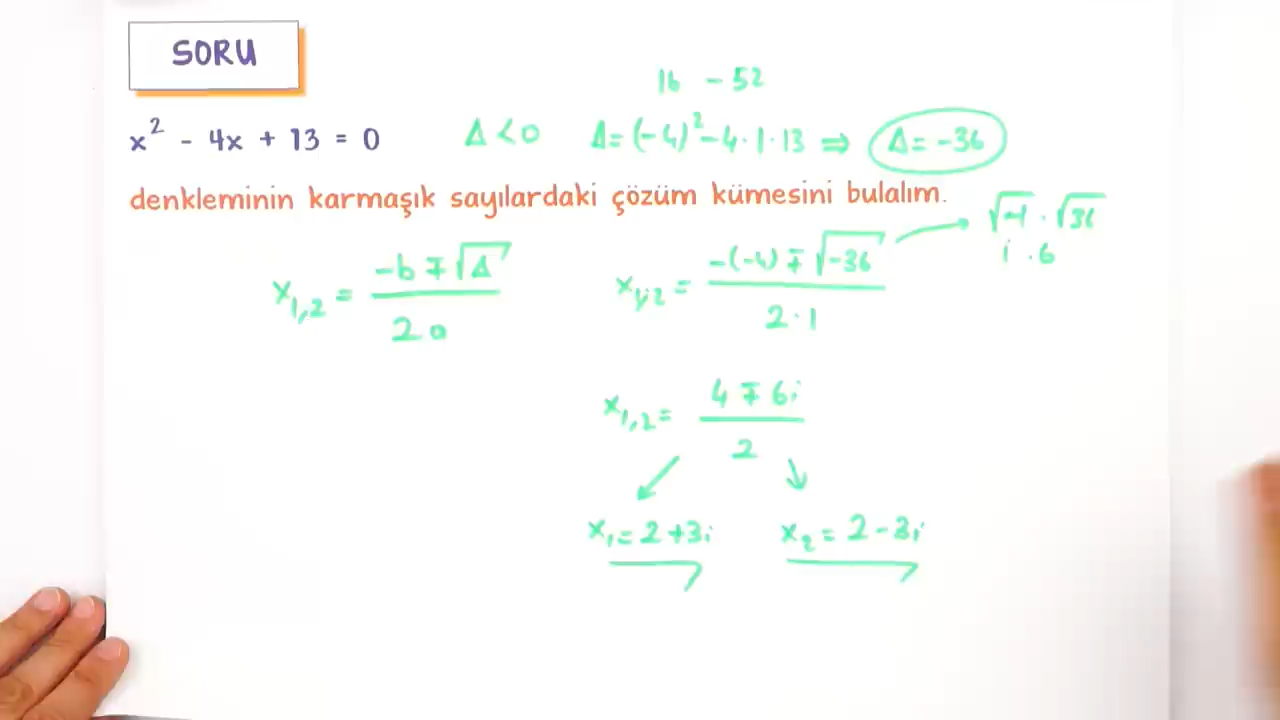 SORU
16 - 52
x² - 4x + 13 = 0 Δ < 0 Δ = (-4)² - 4·1·13 ⇒ Δ = -36
denkleminin karmaşık sayılardaki çözüm kümesini bulalım.
√-1 · √36
i · 6
x₁,₂ = (-b ∓ √Δ) / 2a
x₁,₂ = (-(-4) ∓ √-36) / 2·1
x₁,₂ = (4 ∓ 6i) / 2
x₁ = 2 + 3i x₂ = 2 - 3i